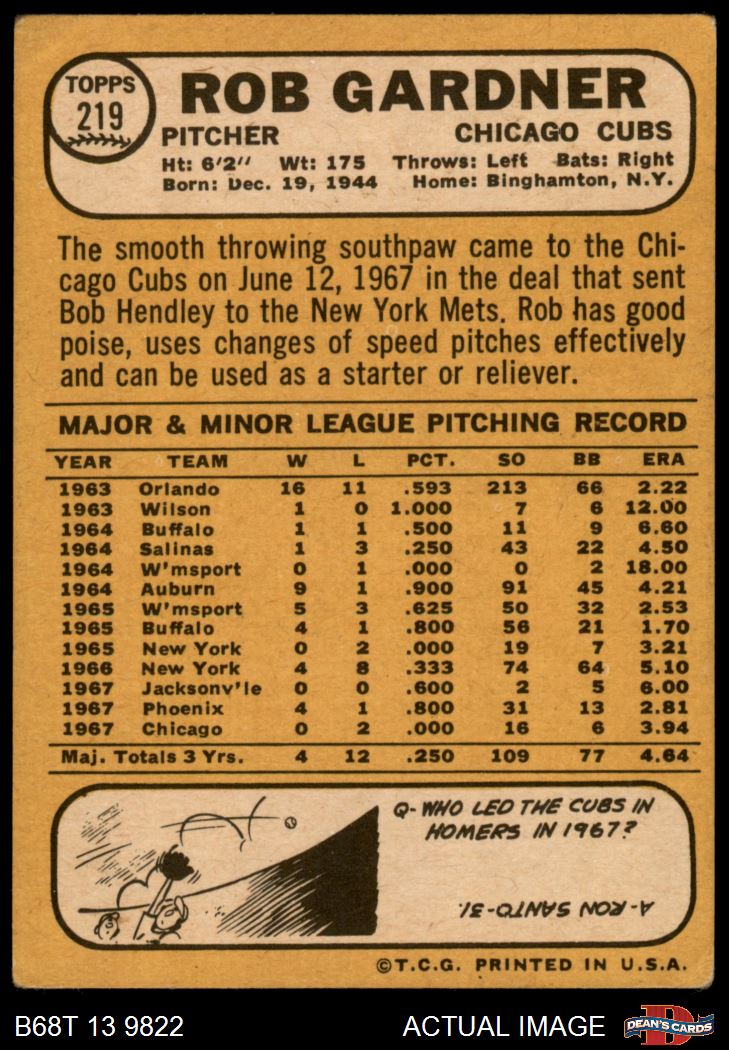 TOPPS
219
ROB GARDNER
PITCHER CHICAGO CUBS
Ht: 6'2" Wt: 175 Throws: Left Bats: Right
Born: Dec. 19, 1944 Home: Binghamton, N.Y.
The smooth throwing southpaw came to the Chi-
cago Cubs on June 12, 1967 in the deal that sent
Bob Hendley to the New York Mets. Rob has good
poise, uses changes of speed pitches effectively
and can be used as a starter or reliever.
MAJOR & MINOR LEAGUE PITCHING RECORD
YEAR TEAM W L PCT. SO BB ERA
1963 Orlando 16 11 .593 213 66 2.22
1963 Wilson 1 0 1.000 7 6 12.00
1964 Buffalo 1 1 .500 11 9 6.60
1964 Salinas 1 3 .250 43 22 4.50
1964 W'msport 0 1 .000 0 2 18.00
1964 Auburn 9 1 .900 91 45 4.21
1965 W'msport 5 3 .625 50 32 2.53
1965 Buffalo 4 1 .800 56 21 1.70
1965 New York 0 2 .000 19 7 3.21
1966 New York 4 8 .333 74 64 5.10
1967 Jacksonv'le 0 0 .600 2 5 6.00
1967 Phoenix 4 1 .800 31 13 2.81
1967 Chicago 0 2 .000 16 6 3.94
Maj. Totals 3 Yrs. 4 12 .250 109 77 4.64
Q-WHO LED THE CUBS IN
HOMERS IN 1967?
A-RON SANTO-31.
©T.C.G. PRINTED IN U.S.A.
B68T 13 9822 ACTUAL IMAGE
D
DEAN'S CARDS